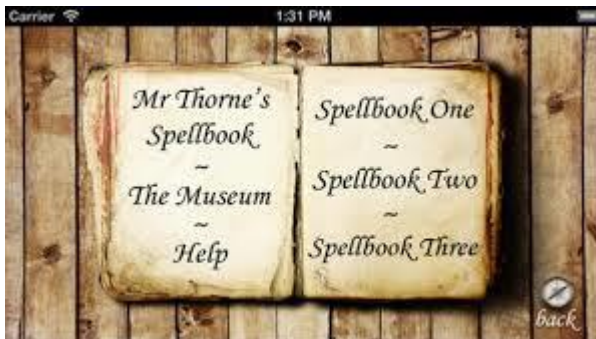 Carrier 1:31 PM
Mr Thorne's
Spellbook
~
The Museum
~
Help
Spellbook One
~
Spellbook Two
~
Spellbook Three
back